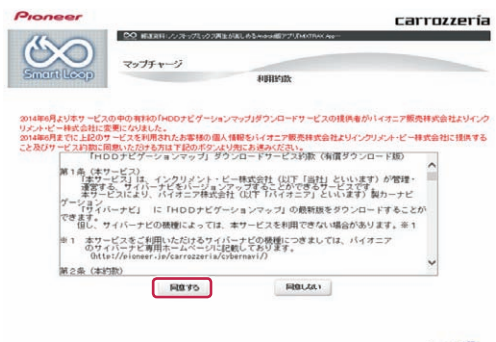 Pioneer
carrozzeria
Smart Loop
マップチャージ
利用約款
2014年6月より本サービスの中の有料の「HDDナビゲーションマップ」ダウンロードサービスの提供者がパイオニア販売株式会社よりインク
リメント・ピー株式会社に変更になりました。
2014年6月までに上記のサービスを利用されたお客様の個人情報をパイオニア販売株式会社よりインクリメント・ピー株式会社に提供する
こと及びサービス約款に同意いただける方は下記のボタンより先にお進みください。
「HDDナビゲーションマップ」ダウンロードサービス約款(有償ダウンロード版)
第1条(本サービス)
「本サービス」は、インクリメント・ピー株式会社(以下「当社」といいます)が管理・
運営する、サイバーナビをバージョンアップすることができるサービスです。
本サービスにより、パイオニア株式会社(以下「パイオニア」といいます)製カーナビ
ゲーション
「サイバーナビ」に「HDDナビゲーションマップ」の最新版をダウンロードすることが
できます。
但し、サイバーナビの機種によっては、本サービスを利用できない場合があります。※1
※1 本サービスをご利用いただけるサイバーナビの機種につきましては、パイオニア
のサイバーナビ専用ホームページに記載しております。
(http://pioneer.jp/carrozzeria/cybernavi/)
第2条(本約款)
同意する
同意しない